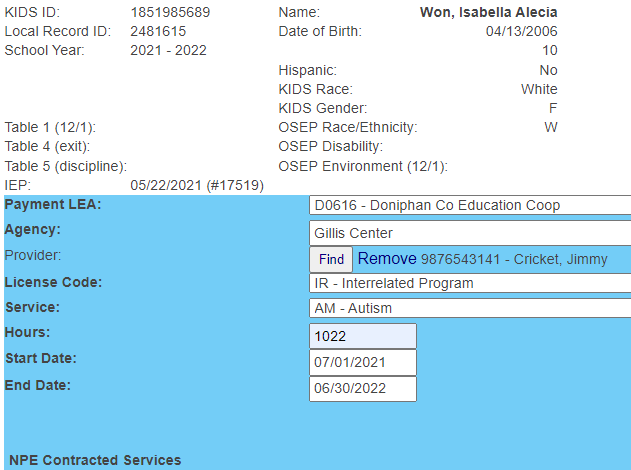 KIDS ID: 1851985689 Name: Won, Isabella Alecia
Local Record ID: 2481615 Date of Birth: 04/13/2006
School Year: 2021 - 2022 10
Hispanic: No
KIDS Race: White
KIDS Gender: F
Table 1 (12/1): OSEP Race/Ethnicity: W
Table 4 (exit): OSEP Disability:
Table 5 (discipline): OSEP Environment (12/1):
IEP: 05/22/2021 (#17519)
Payment LEA: D0616 - Doniphan Co Education Coop
Agency: Gillis Center
Provider: Find Remove 9876543141 - Cricket, Jimmy
License Code: IR - Interrelated Program
Service: AM - Autism
Hours: 1022
Start Date: 07/01/2021
End Date: 06/30/2022
NPE Contracted Services